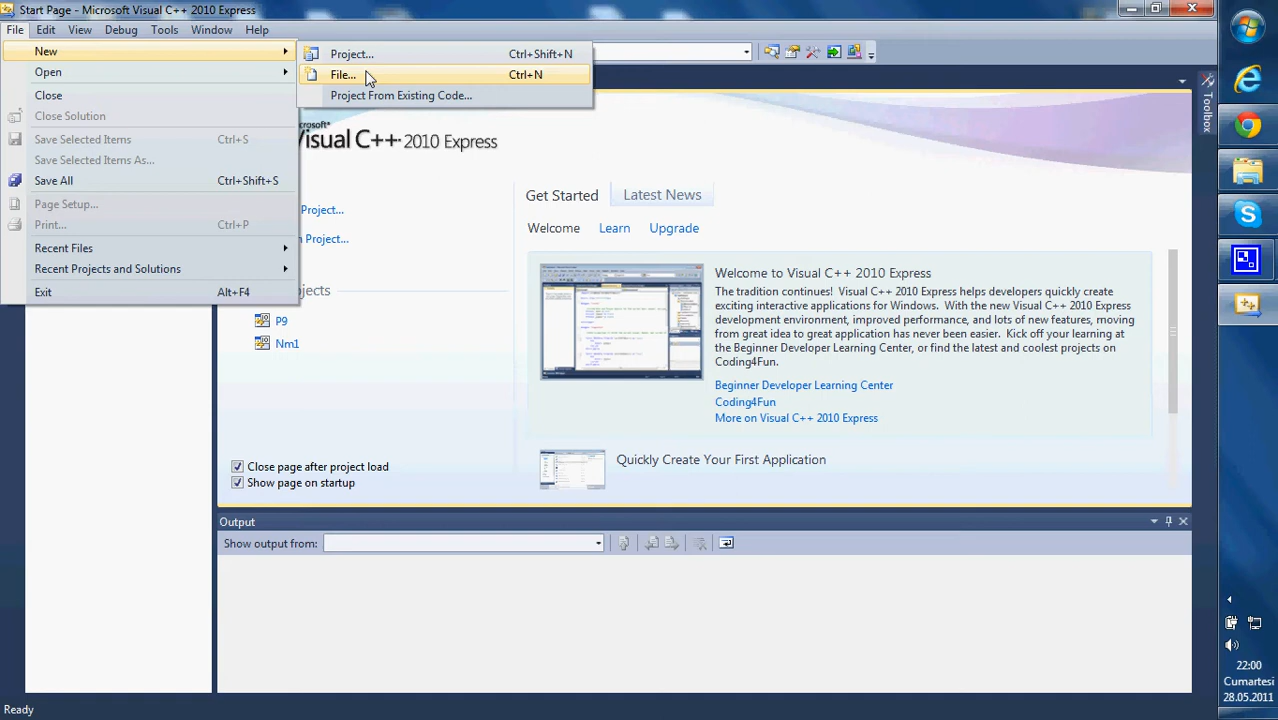 Start Page - Microsoft Visual C++ 2010 Express
File Edit View Debug Tools Window Help
New
Open
Close
Close Solution
Save Selected Items Ctrl+S
Save Selected Items As...
Save All Ctrl+Shift+S
Page Setup...
Print... Ctrl+P
Recent Files
Recent Projects and Solutions
Exit Alt+F4
Project... Ctrl+Shift+N
File... Ctrl+N
Project From Existing Code...
Toolbox
Visual C++ 2010 Express
Project...
Project...
p9
Nm1
Close page after project load
Show page on startup
Get Started Latest News
Welcome Learn Upgrade
Welcome to Visual C++ 2010 Express
The tradition continues! Visual C++ 2010 Express helps developers quickly create
exciting interactive applications for Windows. With the new Visual C++ 2010 Express
development environment, improved performance, and lots of new features, moving
from great idea to great application has never been easier. Kick off your learning at
the Beginner Developer Learning Center, or find the latest and coolest projects on
Coding4Fun.
Beginner Developer Learning Center
Coding4Fun
More on Visual C++ 2010 Express
Quickly Create Your First Application
Output
Show output from:
Ready
22:00
Cumartesi
28.05.2011